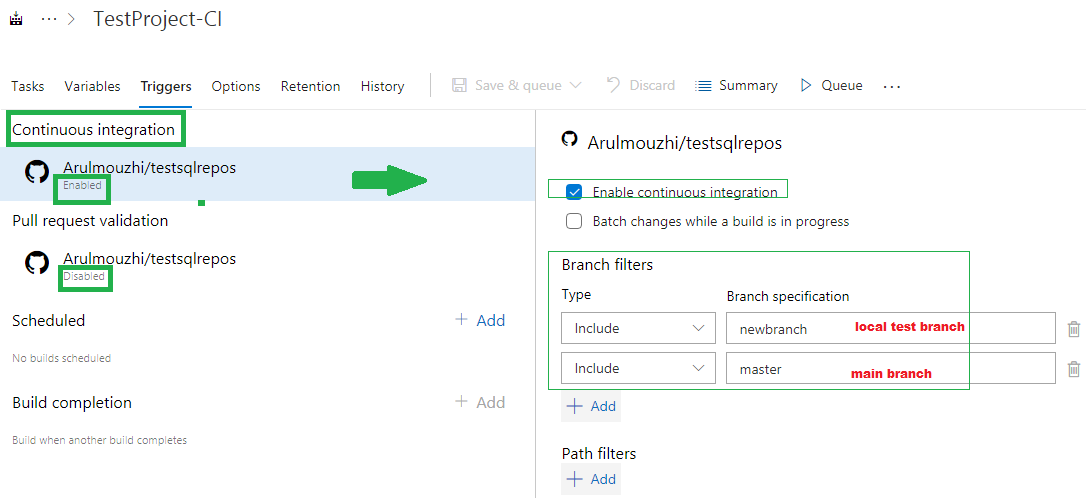 ··· > TestProject-CI
Tasks Variables Triggers Options Retention History Save & queue Discard Summary Queue ...
Continuous integration
Arulmouzhi/testsqlrepos
Enabled
Pull request validation
Arulmouzhi/testsqlrepos
Disabled
Scheduled + Add
No builds scheduled
Build completion + Add
Build when another build completes
Arulmouzhi/testsqlrepos
Enable continuous integration
Batch changes while a build is in progress
Branch filters
Type Branch specification
Include newbranch local test branch
Include master main branch
+ Add
Path filters
+ Add